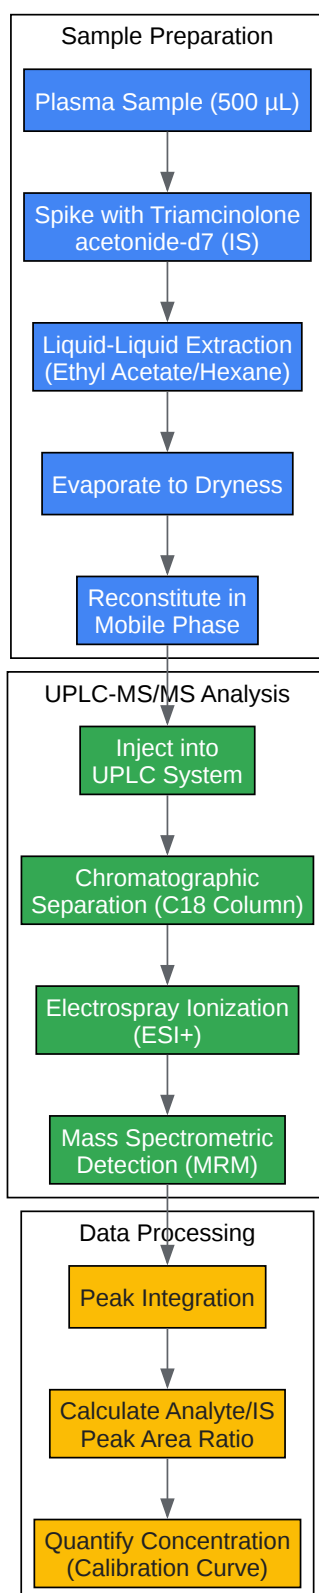 Sample Preparation
Plasma Sample (500 µL)
Spike with Triamcinolone
acetonide-d7 (IS)
Liquid-Liquid Extraction
(Ethyl Acetate/Hexane)
Evaporate to Dryness
Reconstitute in
Mobile Phase
UPLC-MS/MS Analysis
Inject into
UPLC System
Chromatographic
Separation (C18 Column)
Electrospray Ionization
(ESI+)
Mass Spectrometric
Detection (MRM)
Data Processing
Peak Integration
Calculate Analyte/IS
Peak Area Ratio
Quantify Concentration
(Calibration Curve)